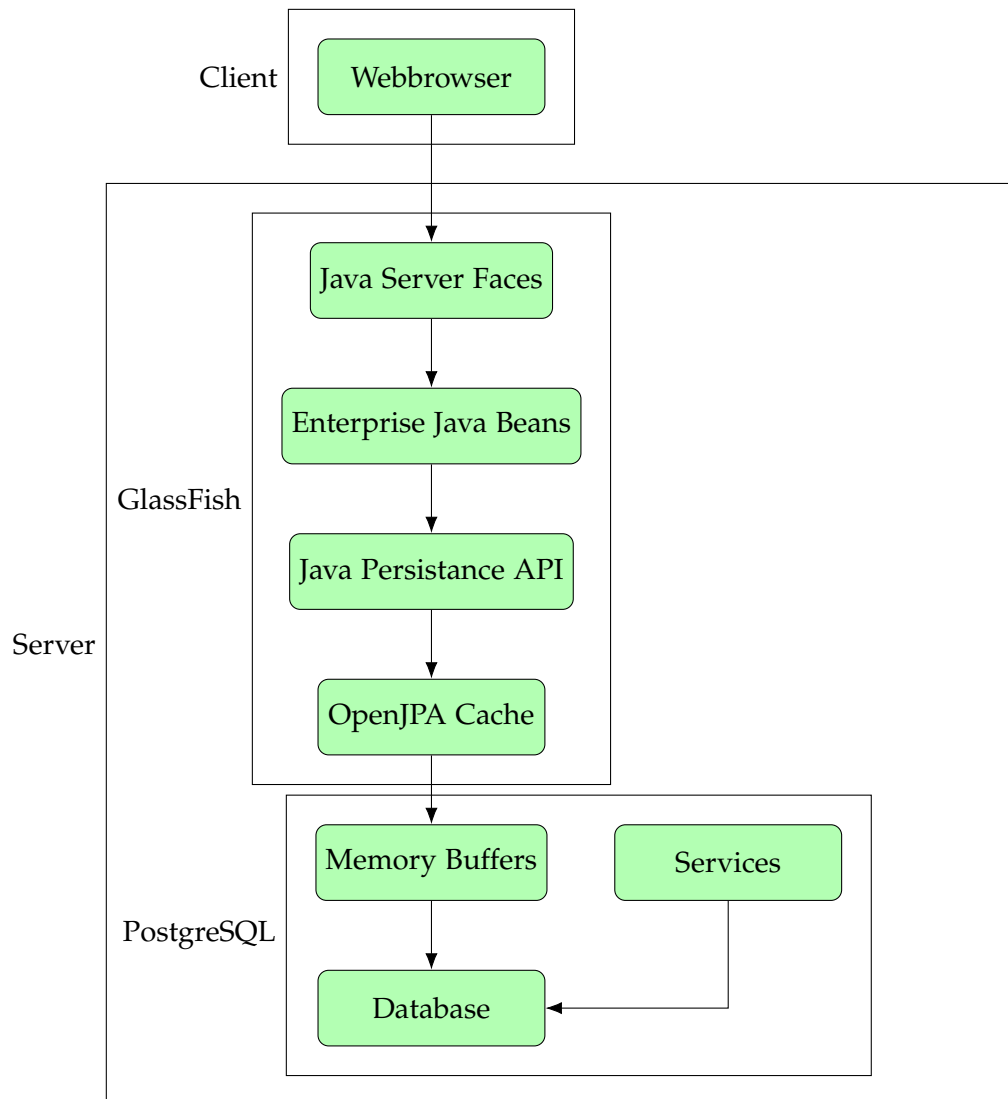 Client
Webbrowser
Java Server Faces
Enterprise Java Beans
GlassFish
Java Persistance API
Server
OpenJPA Cache
Memory Buffers
Services
PostgreSQL
Database